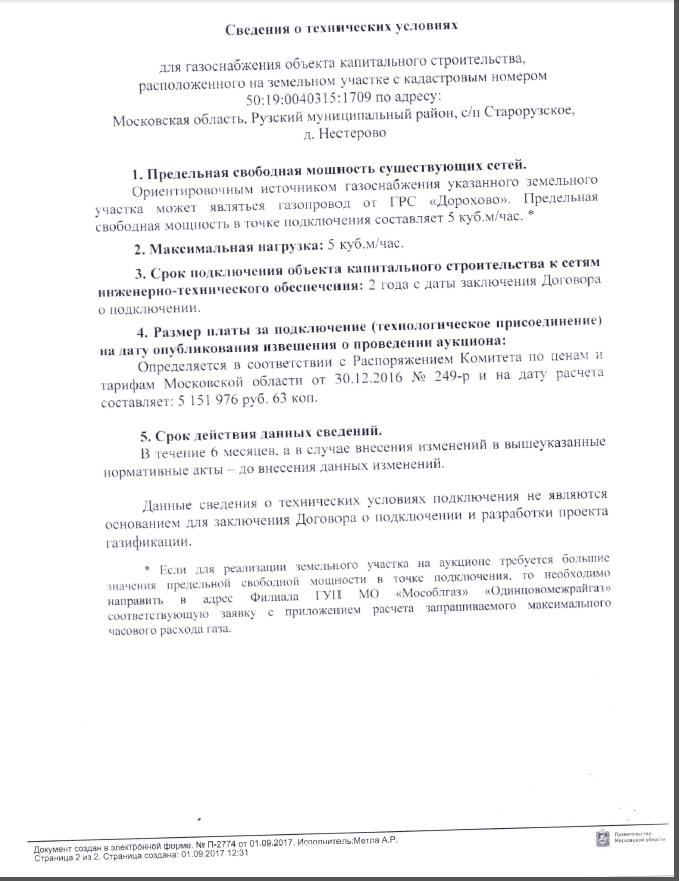 Сведения о технических условиях
для газоснабжения объекта капитального строительства,
расположенного на земельном участке с кадастровым номером
50:19:0040315:1709 по адресу:
Московская область, Рузский муниципальный район, с/п Старорузское,
д. Нестерово
1. Предельная свободная мощность существующих сетей.
Ориентировочным источником газоснабжения указанного земельного
участка может являться газопровод от ГРС «Дорохово». Предельная
свободная мощность в точке подключения составляет 5 куб.м/час. *
2. Максимальная нагрузка: 5 куб.м/час.
3. Срок подключения объекта капитального строительства к сетям
инженерно-технического обеспечения: 2 года с даты заключения Договора
о подключении.
4. Размер платы за подключение (технологическое присоединение)
на дату опубликования извещения о проведении аукциона:
Определяется в соответствии с Распоряжением Комитета по ценам и
тарифам Московской области от 30.12.2016 № 249-р и на дату расчета
составляет: 5 151 976 руб. 63 коп.
5. Срок действия данных сведений.
В течение 6 месяцев, а в случае внесения изменений в вышеуказанные
нормативные акты – до внесения данных изменений.
Данные сведения о технических условиях подключения не являются
основанием для заключения Договора о подключении и разработки проекта
газификации.
* Если для реализации земельного участка на аукционе требуется большие
значения предельной свободной мощности в точке подключения, то необходимо
направить в адрес Филиала ГУП МО «Мособлгаз» «Одинцовомежрайгаз»
соответствующую заявку с приложением расчета запрашиваемого максимального
часового расхода газа.
Документ создан в электронной форме. № П-2774 от 01.09.2017. Исполнитель:Метла А.Р.
Страница 2 из 2. Страница создана: 01.09.2017 12:31
Правительство
Московской области